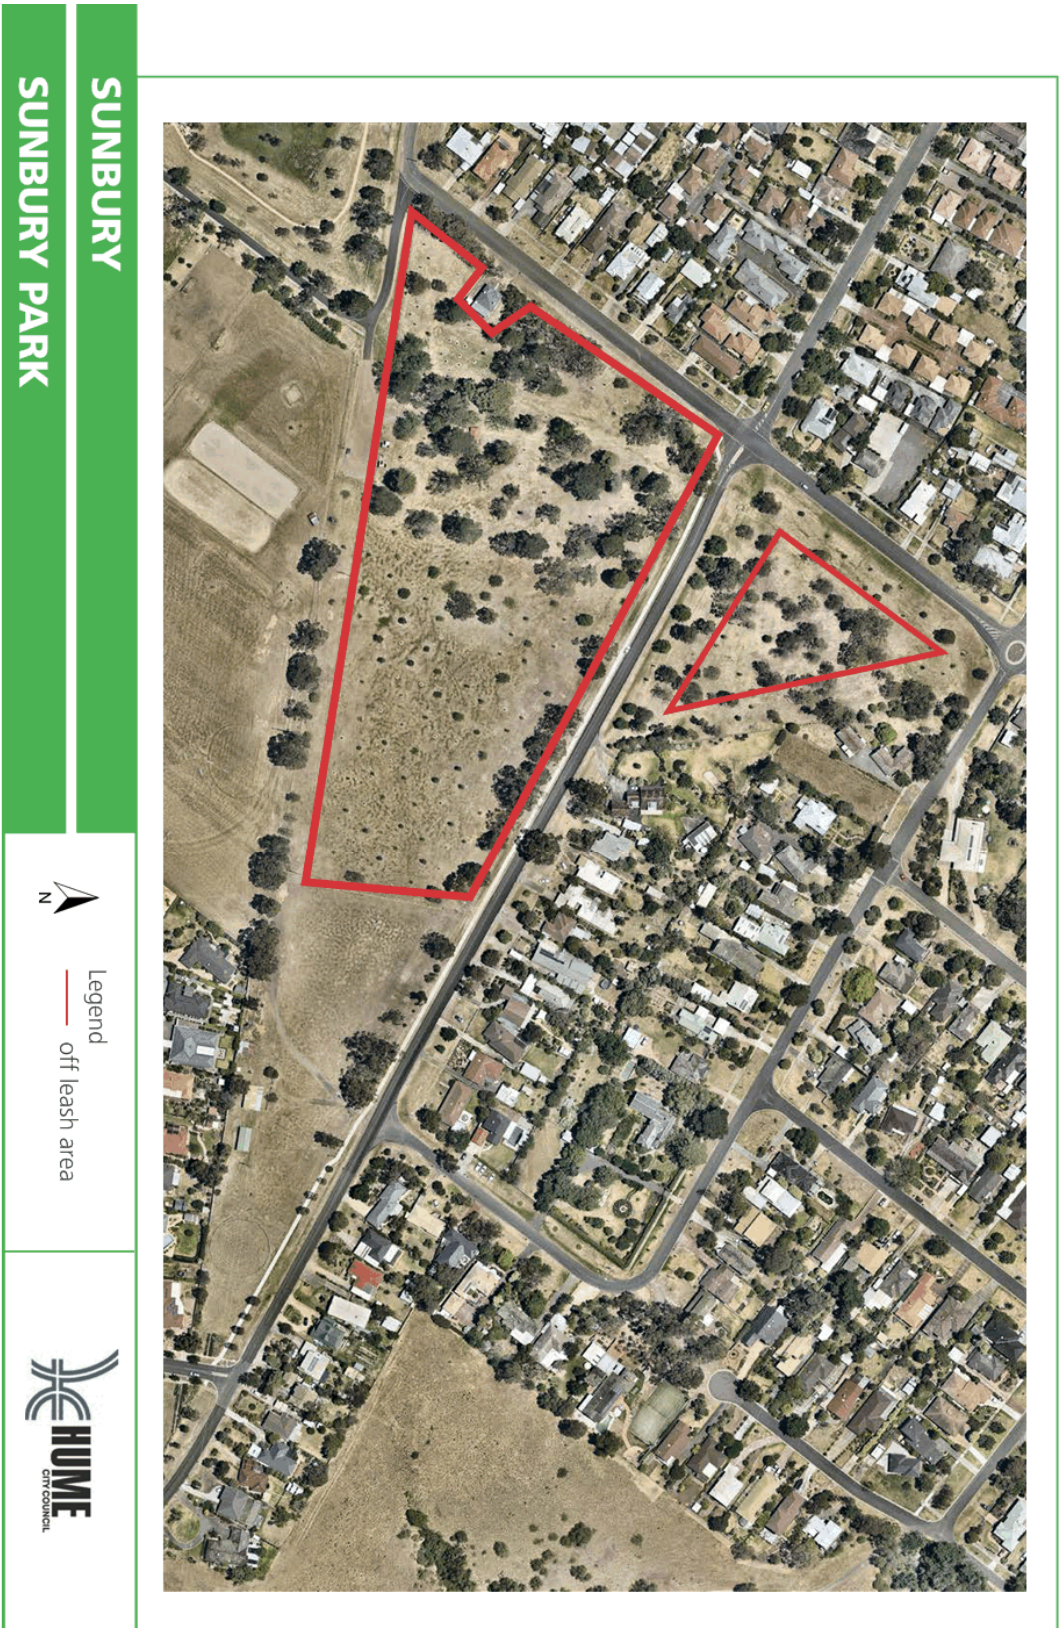 SUNBURY
SUNBURY PARK
N
Legend
off leash area
HUME
CITY COUNCIL